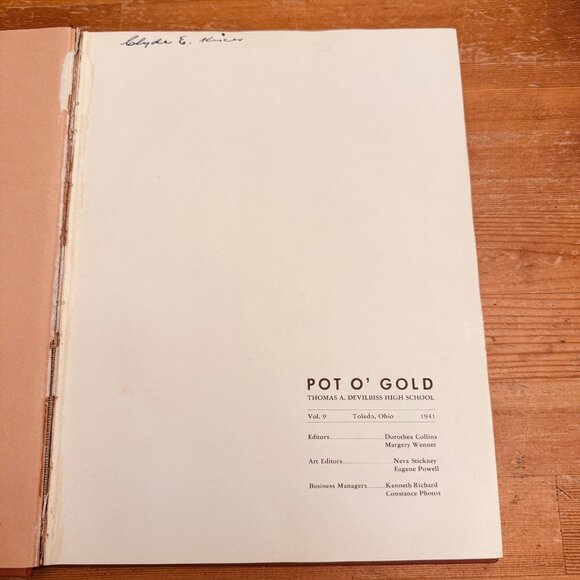 Clyde E.
POT O' GOLD
THOMAS A. DEVILBISS HIGH SCHOOL
Vol. 9 Toledo, Ohio 1941
Editors Dorothea Collins
Margery Wenner
Art Editors Neva Stickney
Eugene Powell
Business Managers Kenneth Richard
Constance Photos